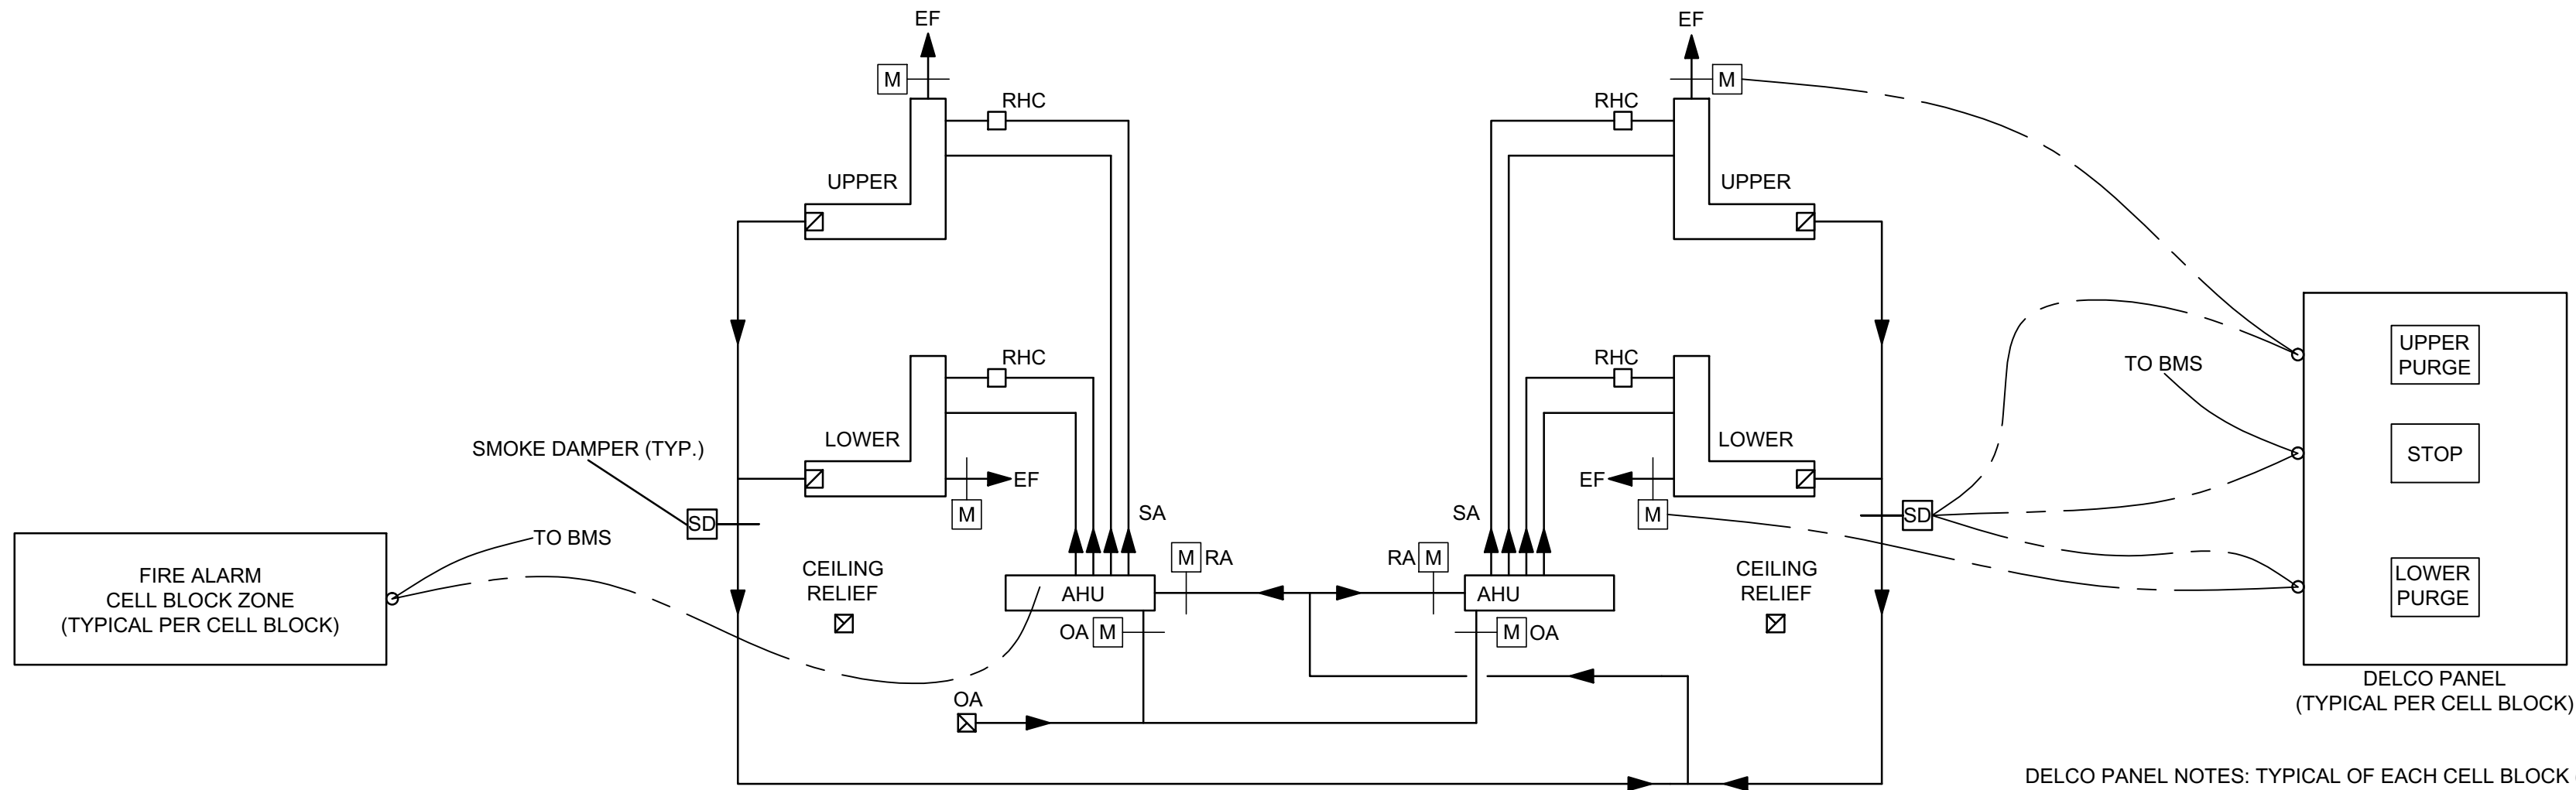 EF
EF
M
M
RHC
RHC
UPPER
UPPER
RHC
RHC
UPPER
PURGE
TO BMS
LOWER
LOWER
SMOKE DAMPER (TYP.)
STOP
EF
EF
M
M
SA
SA
SD
SD
TO BMS
M RA
RA M
FIRE ALARM
CELL BLOCK ZONE
(TYPICAL PER CELL BLOCK)
CEILING
RELIEF
CEILING
RELIEF
AHU
AHU
LOWER
PURGE
OA M
M OA
DELCO PANEL
(TYPICAL PER CELL BLOCK)
OA
DELCO PANEL NOTES: TYPICAL OF EACH CELL BLOCK